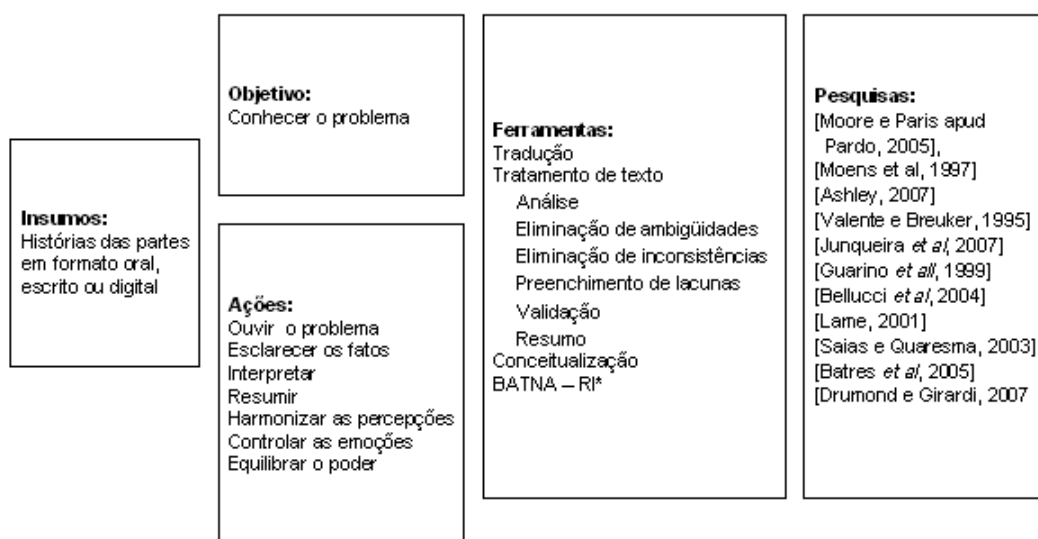 Insumos:
Histórias das partes
em formato oral,
escrito ou digital
Objetivo:
Conhecer o problema
Ações:
Ouvir o problema
Esclarecer os fatos
Interpretar
Resumir
Harmonizar as percepções
Controlar as emoções
Equilibrar o poder
Ferramentas:
Tradução
Tratamento de texto
Análise
Eliminação de ambigüidades
Eliminação de inconsistências
Preenchimento de lacunas
Validação
Resumo
Conceitualização
BATNA – RI*
Pesquisas:
[Moore e Paris apud
Pardo, 2005],
[Moens et al, 1997]
[Ashley, 2007]
[Valente e Breuker, 1995]
[Junqueira et al, 2007]
[Guarino et alli, 1999]
[Bellucci et al, 2004]
[Lame, 2001]
[Saias e Quaresma, 2003]
[Batres et al, 2005]
[Drumond e Girardi, 2007